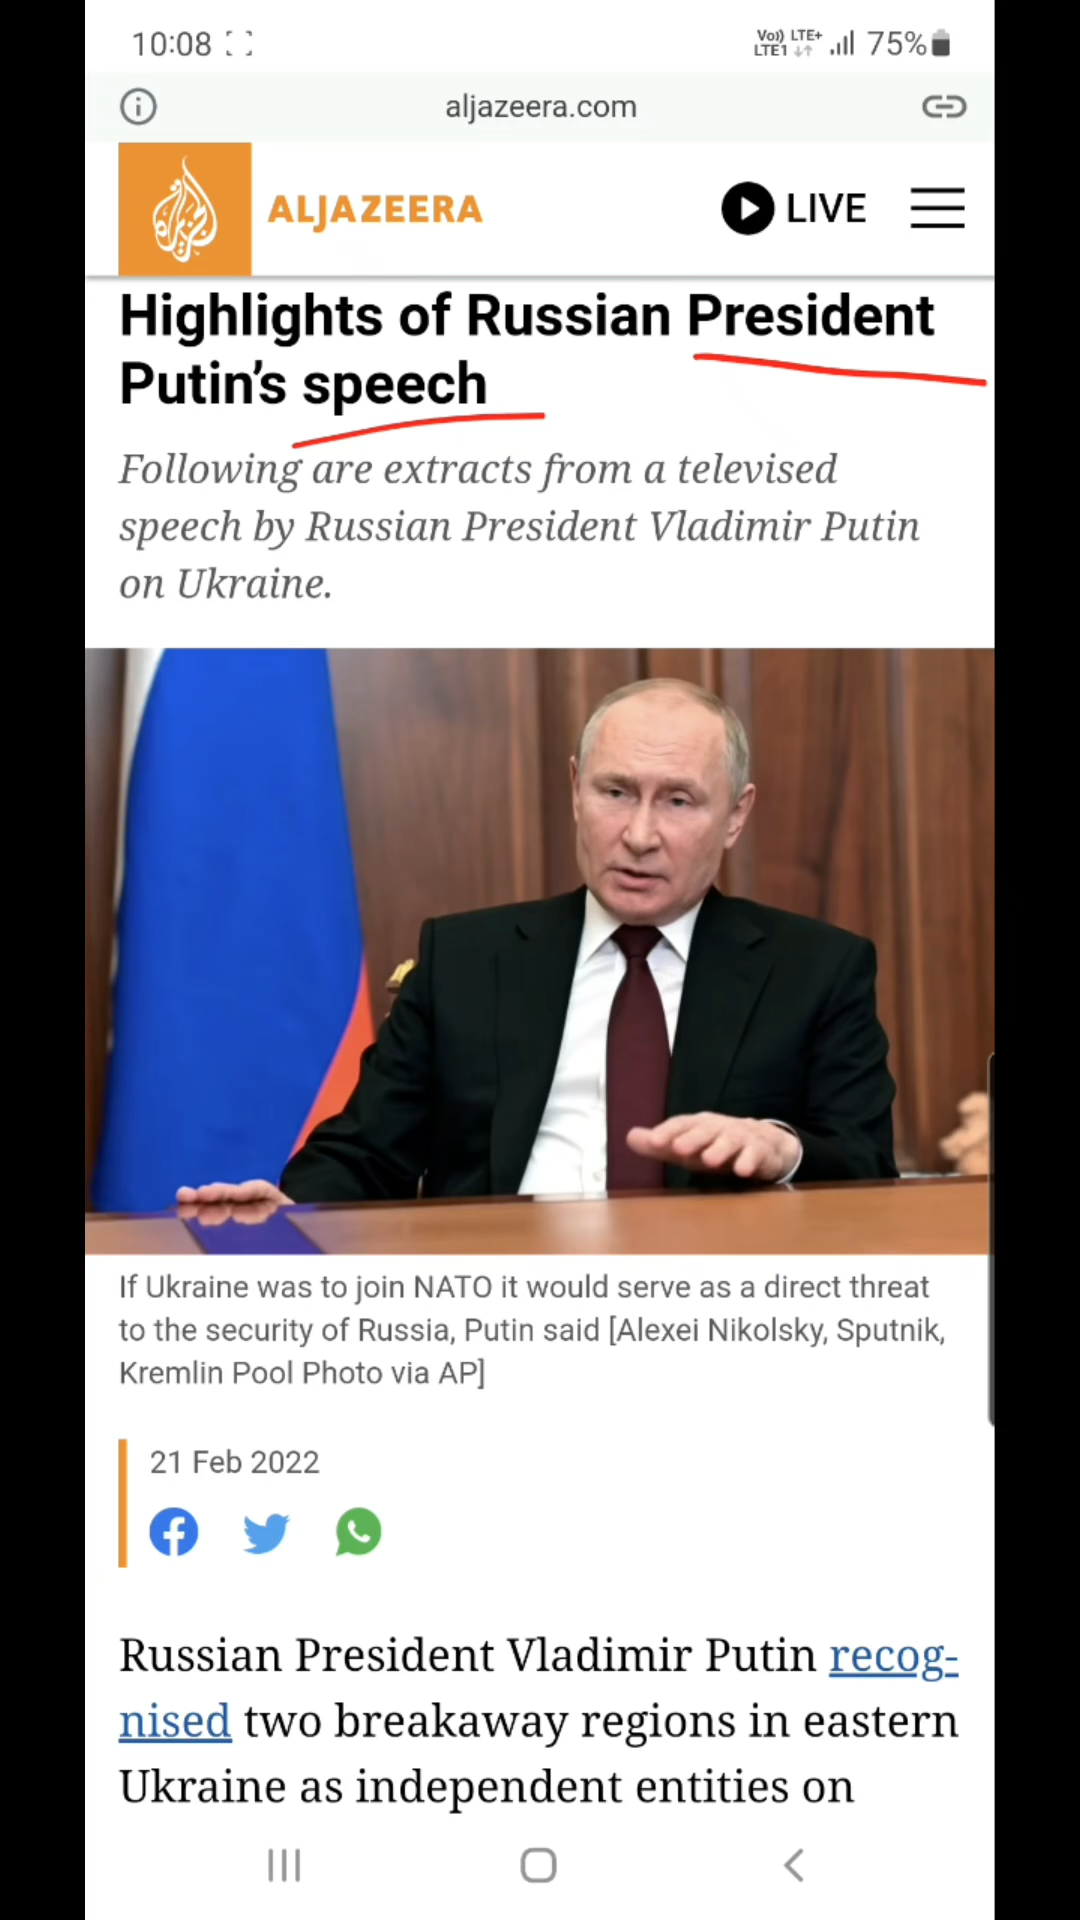 10:08
Vo)) LTE+
LTE1
75%
aljazeera.com
ALJAZEERA
LIVE
Highlights of Russian President
Putin's speech
Following are extracts from a televised
speech by Russian President Vladimir Putin
on Ukraine.
If Ukraine was to join NATO it would serve as a direct threat
to the security of Russia, Putin said [Alexei Nikolsky, Sputnik,
Kremlin Pool Photo via AP]
21 Feb 2022
Russian President Vladimir Putin recog-
nised two breakaway regions in eastern
Ukraine as independent entities on